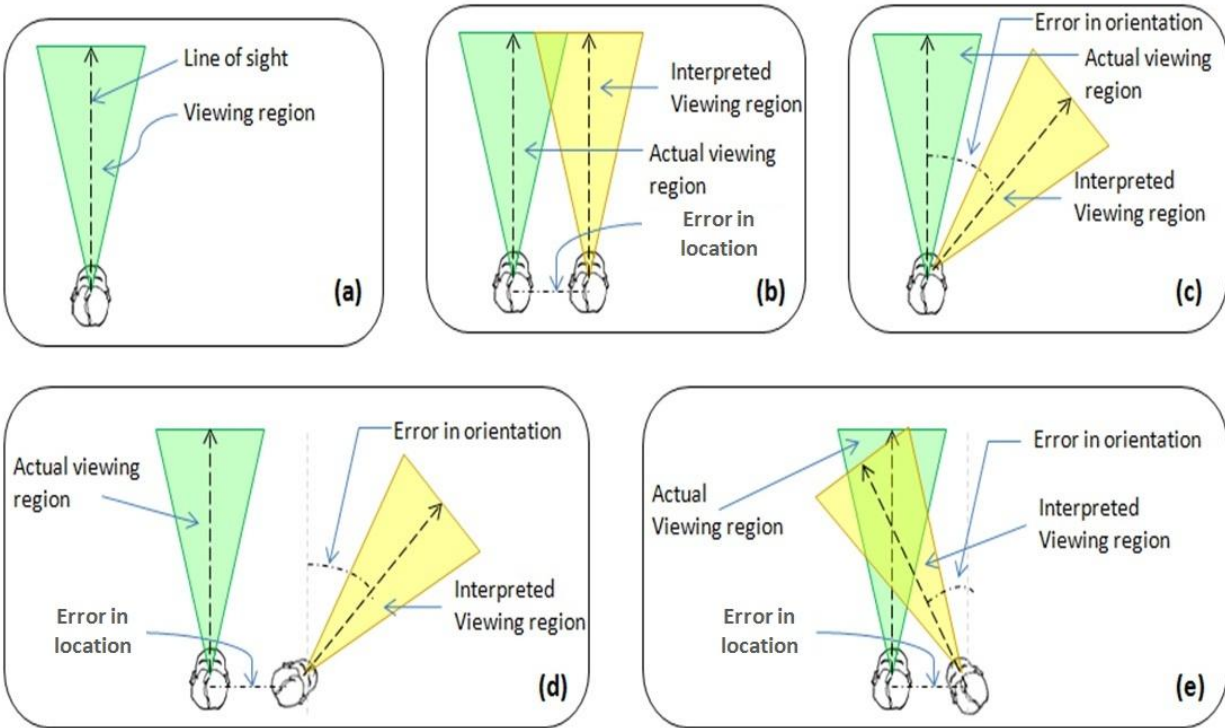 Line of sight
Viewing region
(a)
Interpreted
Viewing region
Actual viewing
region
Error in
location
(b)
Error in orientation
Actual viewing
region
Interpreted
Viewing region
(c)
Error in orientation
Actual viewing
region
Interpreted
Viewing region
Error in
location
(d)
Error in orientation
Actual
Viewing region
Interpreted
Viewing region
Error in
location
(e)